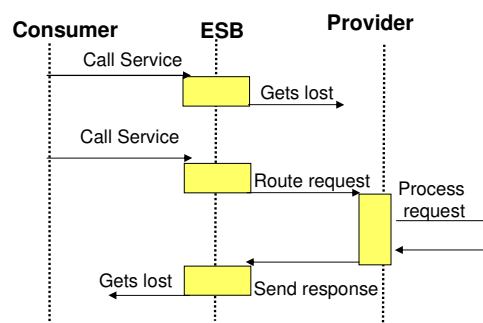 Consumer ESB Provider
Call Service
Gets lost
Call Service
Route request
Process
request
Gets lost
Send response